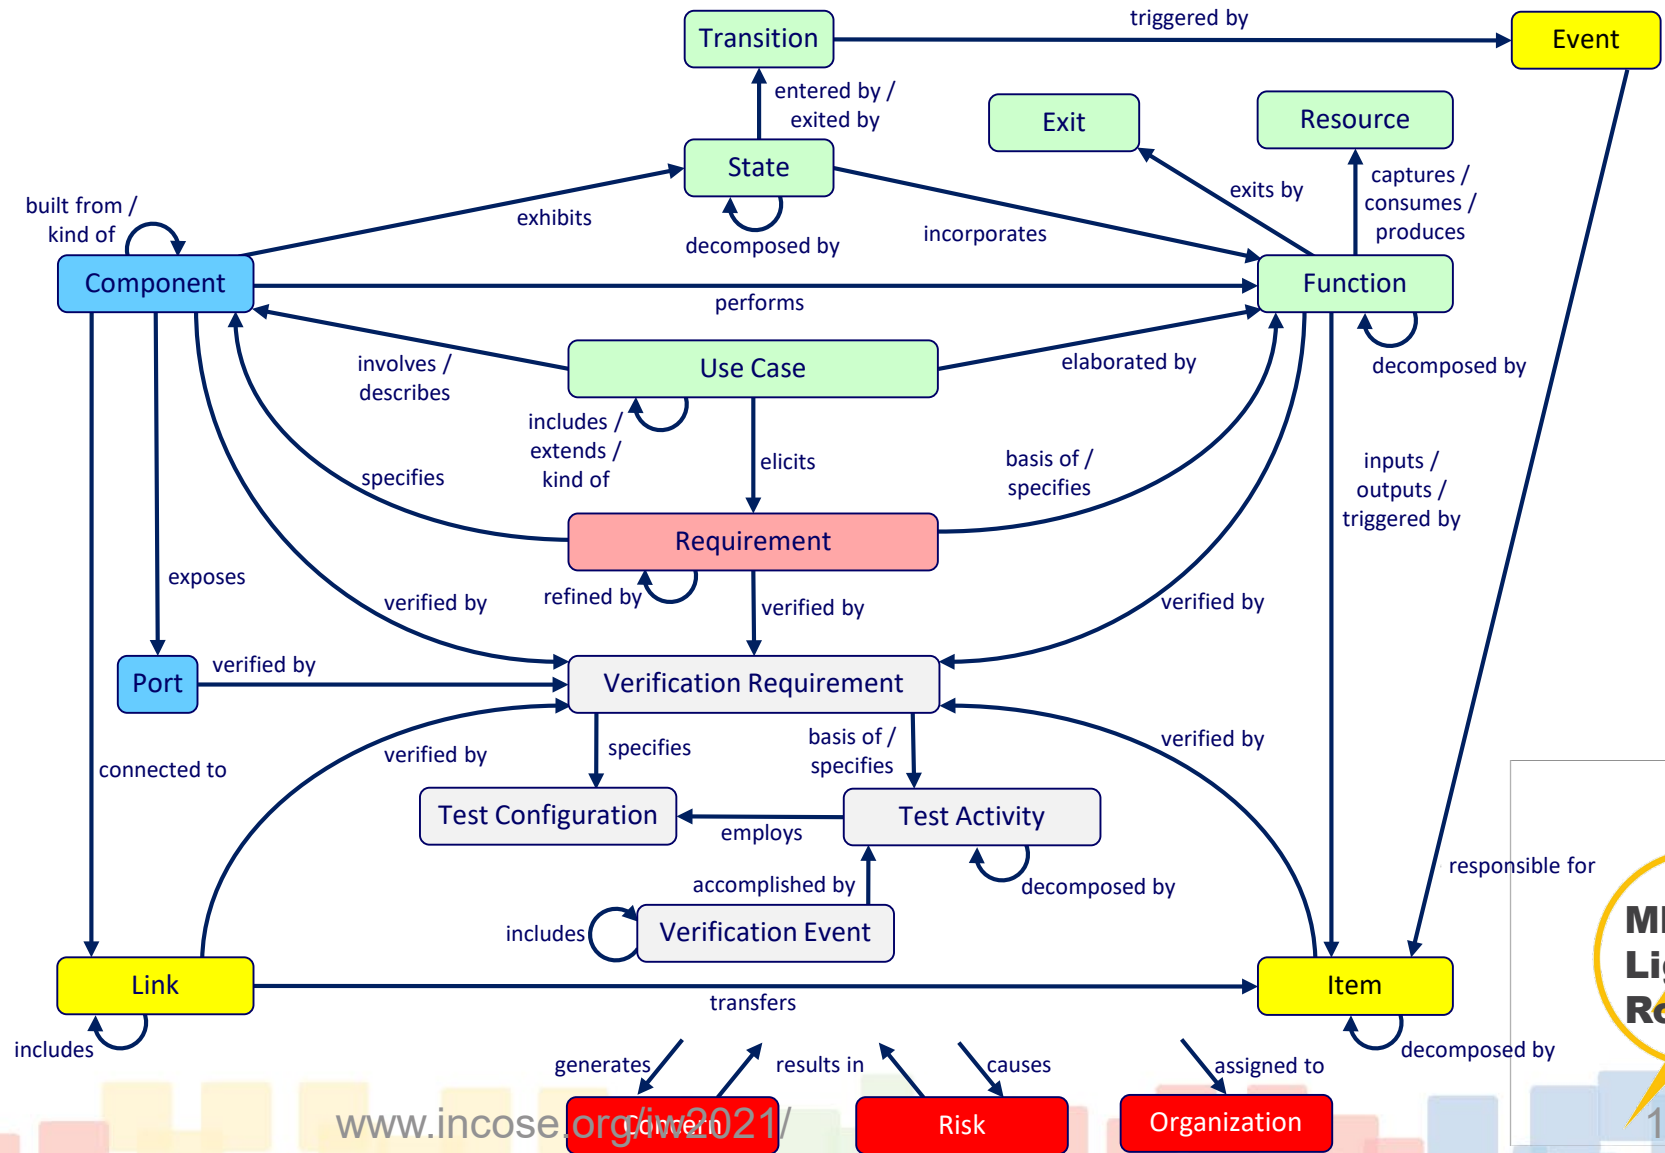 triggered by
Transition
Event
entered by /
exited by
Exit
Resource
State
captures /
consumes /
produces
exits by
built from /
kind of
exhibits
decomposed by
incorporates
Component
Function
performs
involves /
describes
Use Case
elaborated by
decomposed by
includes /
extends /
kind of
elicits
specifies
basis of /
specifies
inputs /
outputs /
triggered by
Requirement
exposes
verified by
refined by
verified by
verified by
Port
verified by
Verification Requirement
connected to
verified by
specifies
basis of /
specifies
verified by
Test Configuration
employs
Test Activity
responsible for
accomplished by
decomposed by
includes
Verification Event
Link
transfers
Item
includes
decomposed by
generates
results in
causes
assigned to
www.incose.org/iw2021/
Concern
Risk
Organization
1